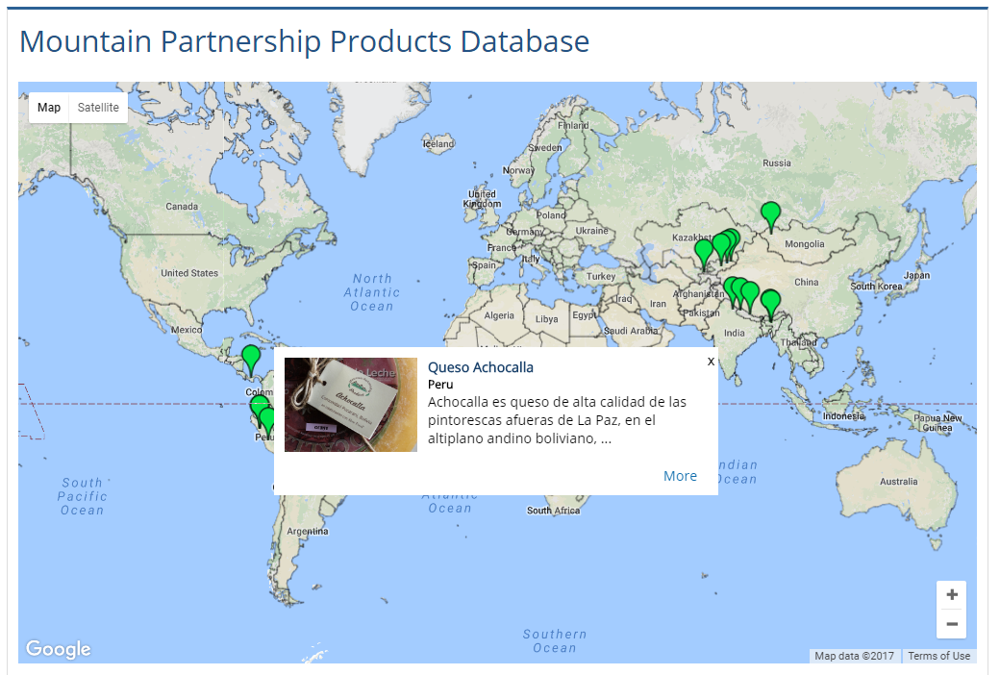 Mountain Partnership Products Database
Map
Satellite
Iceland
Finland
Sweden
Norway
Russia
United
Kingdom
Canada
Poland
Germany
Ukraine
Kazakhst
Mongolia
France
Italy
Spain
Turkey
United States
North
Atlantic
Ocean
China
Japan
South Korea
Afghanistan
Iraq
Iran
Pakistan
Algeria
Libya
Egypt
Saudi Arabia
Mexico
India
Thailand
Queso Achocalla
x
Peru
Achocalla es queso de alta calidad de las
pintorescas afueras de La Paz, en el
altiplano andino boliviano, ...
More
Leche
Achocalla
Colom
Peru
Indonesia
Papua New
Guinea
South
Pacific
Ocean
ndian
Ocean
Atlantic
Ocean
Australia
South Africa
Argentina
Southern
Ocean
+
−
Google
Map data ©2017
Terms of Use